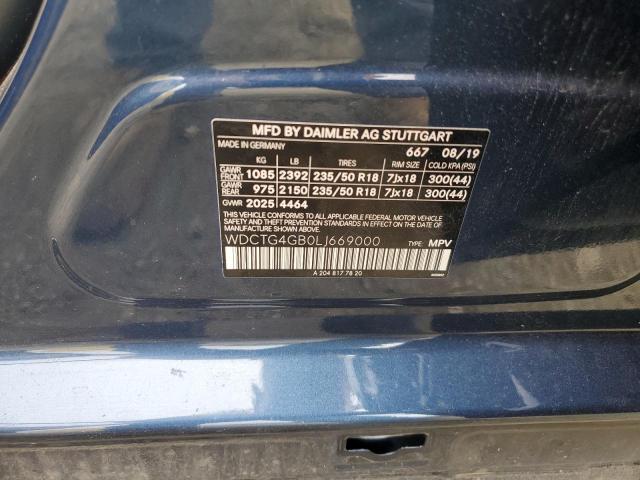 MFD BY DAIMLER AG STUTTGART
MADE IN GERMANY 667 08/19
KG LB TIRES RIM SIZE COLD KPA (PSI)
GAWR FRONT 1085 2392 235/50 R18 7Jx18 300(44)
GAWR REAR 975 2150 235/50 R18 7Jx18 300(44)
GVWR 2025 4464
THIS VEHICLE CONFORMS TO ALL APPLICABLE FEDERAL MOTOR VEHICLE
SAFETY AND THEFT PREVENTION STANDARDS IN EFFECT ON THE
DATE OF MANUFACTURE SHOWN ABOVE.
WDCTG4GB0LJ669000 TYPE: MPV
A 204 817 78 20